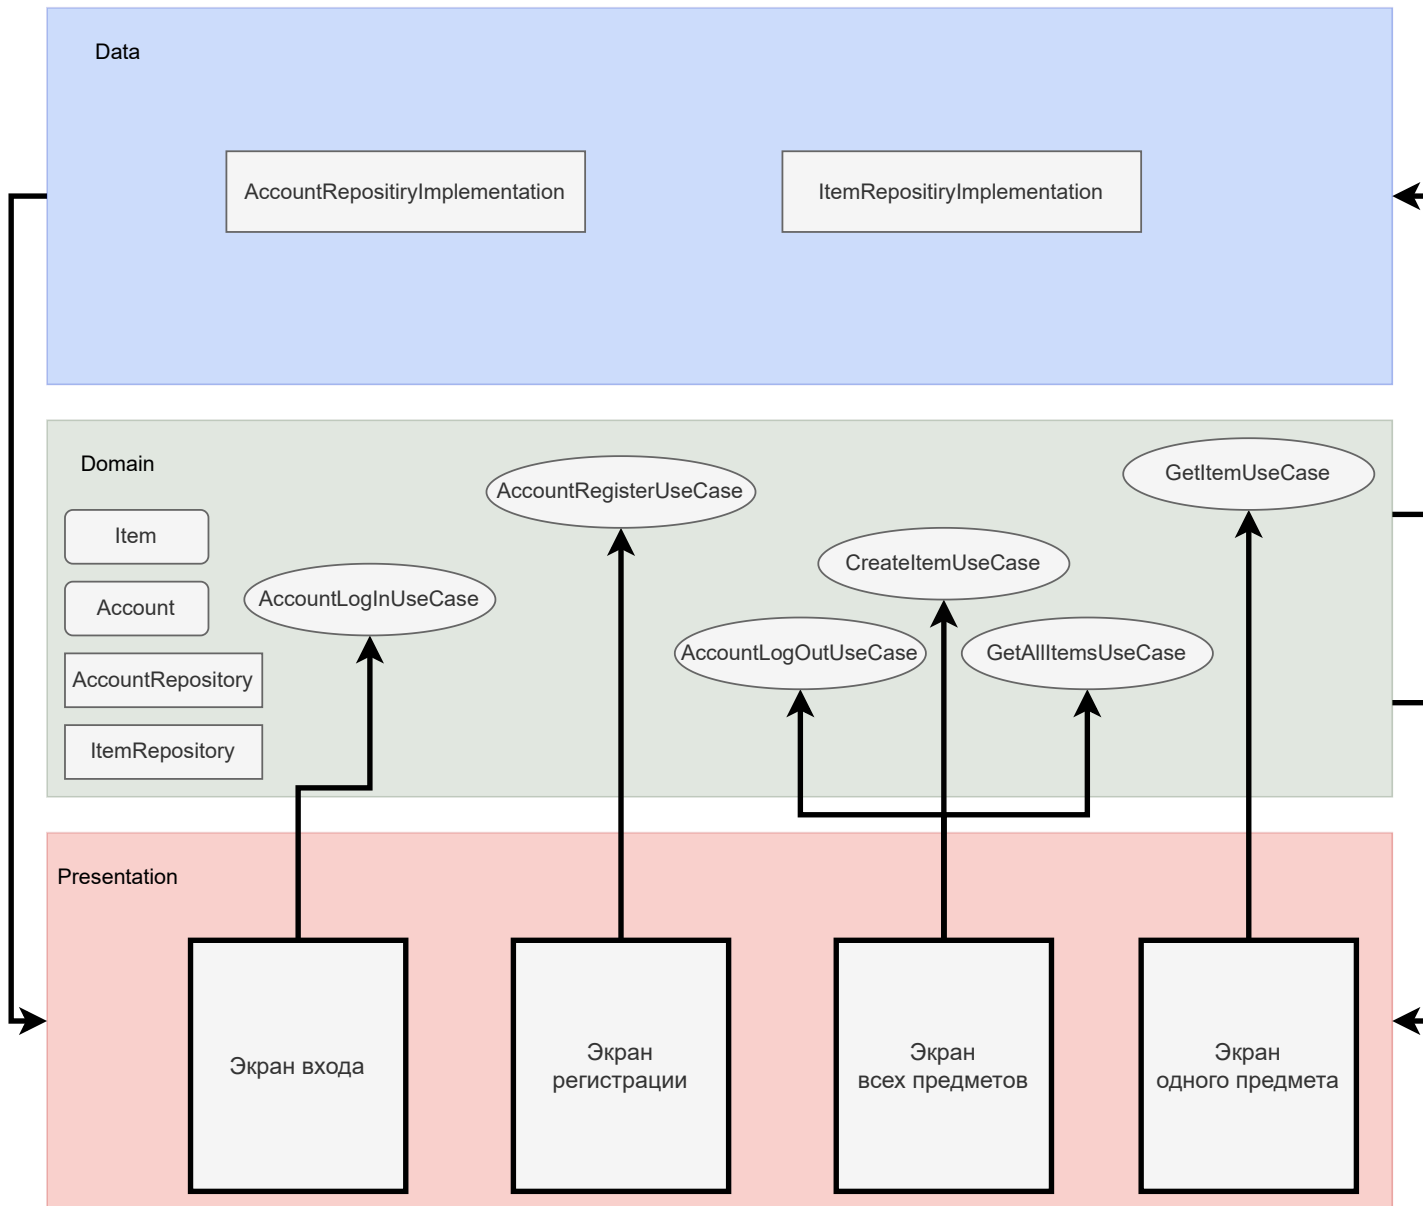 Data
AccountRepositiryImplementation
ItemRepositiryImplementation
Domain
GetItemUseCase
AccountRegisterUseCase
Item
CreateItemUseCase
Account
AccountLogInUseCase
AccountLogOutUseCase
GetAllItemsUseCase
AccountRepository
ItemRepository
Presentation
Экран входа
Экран
регистрации
Экран
всех предметов
Экран
одного предмета